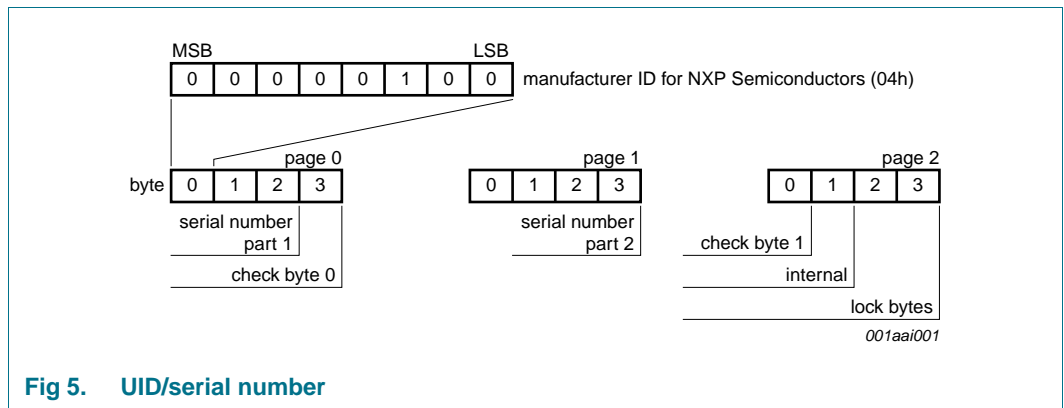 MSB LSB
0 0 0 0 0 1 0 0 manufacturer ID for NXP Semiconductors (04h)
page 0 page 1 page 2
byte 0 1 2 3 0 1 2 3 0 1 2 3
serial number
part 1
check byte 0
serial number
part 2
check byte 1
internal
lock bytes
001aai001
Fig 5. UID/serial number